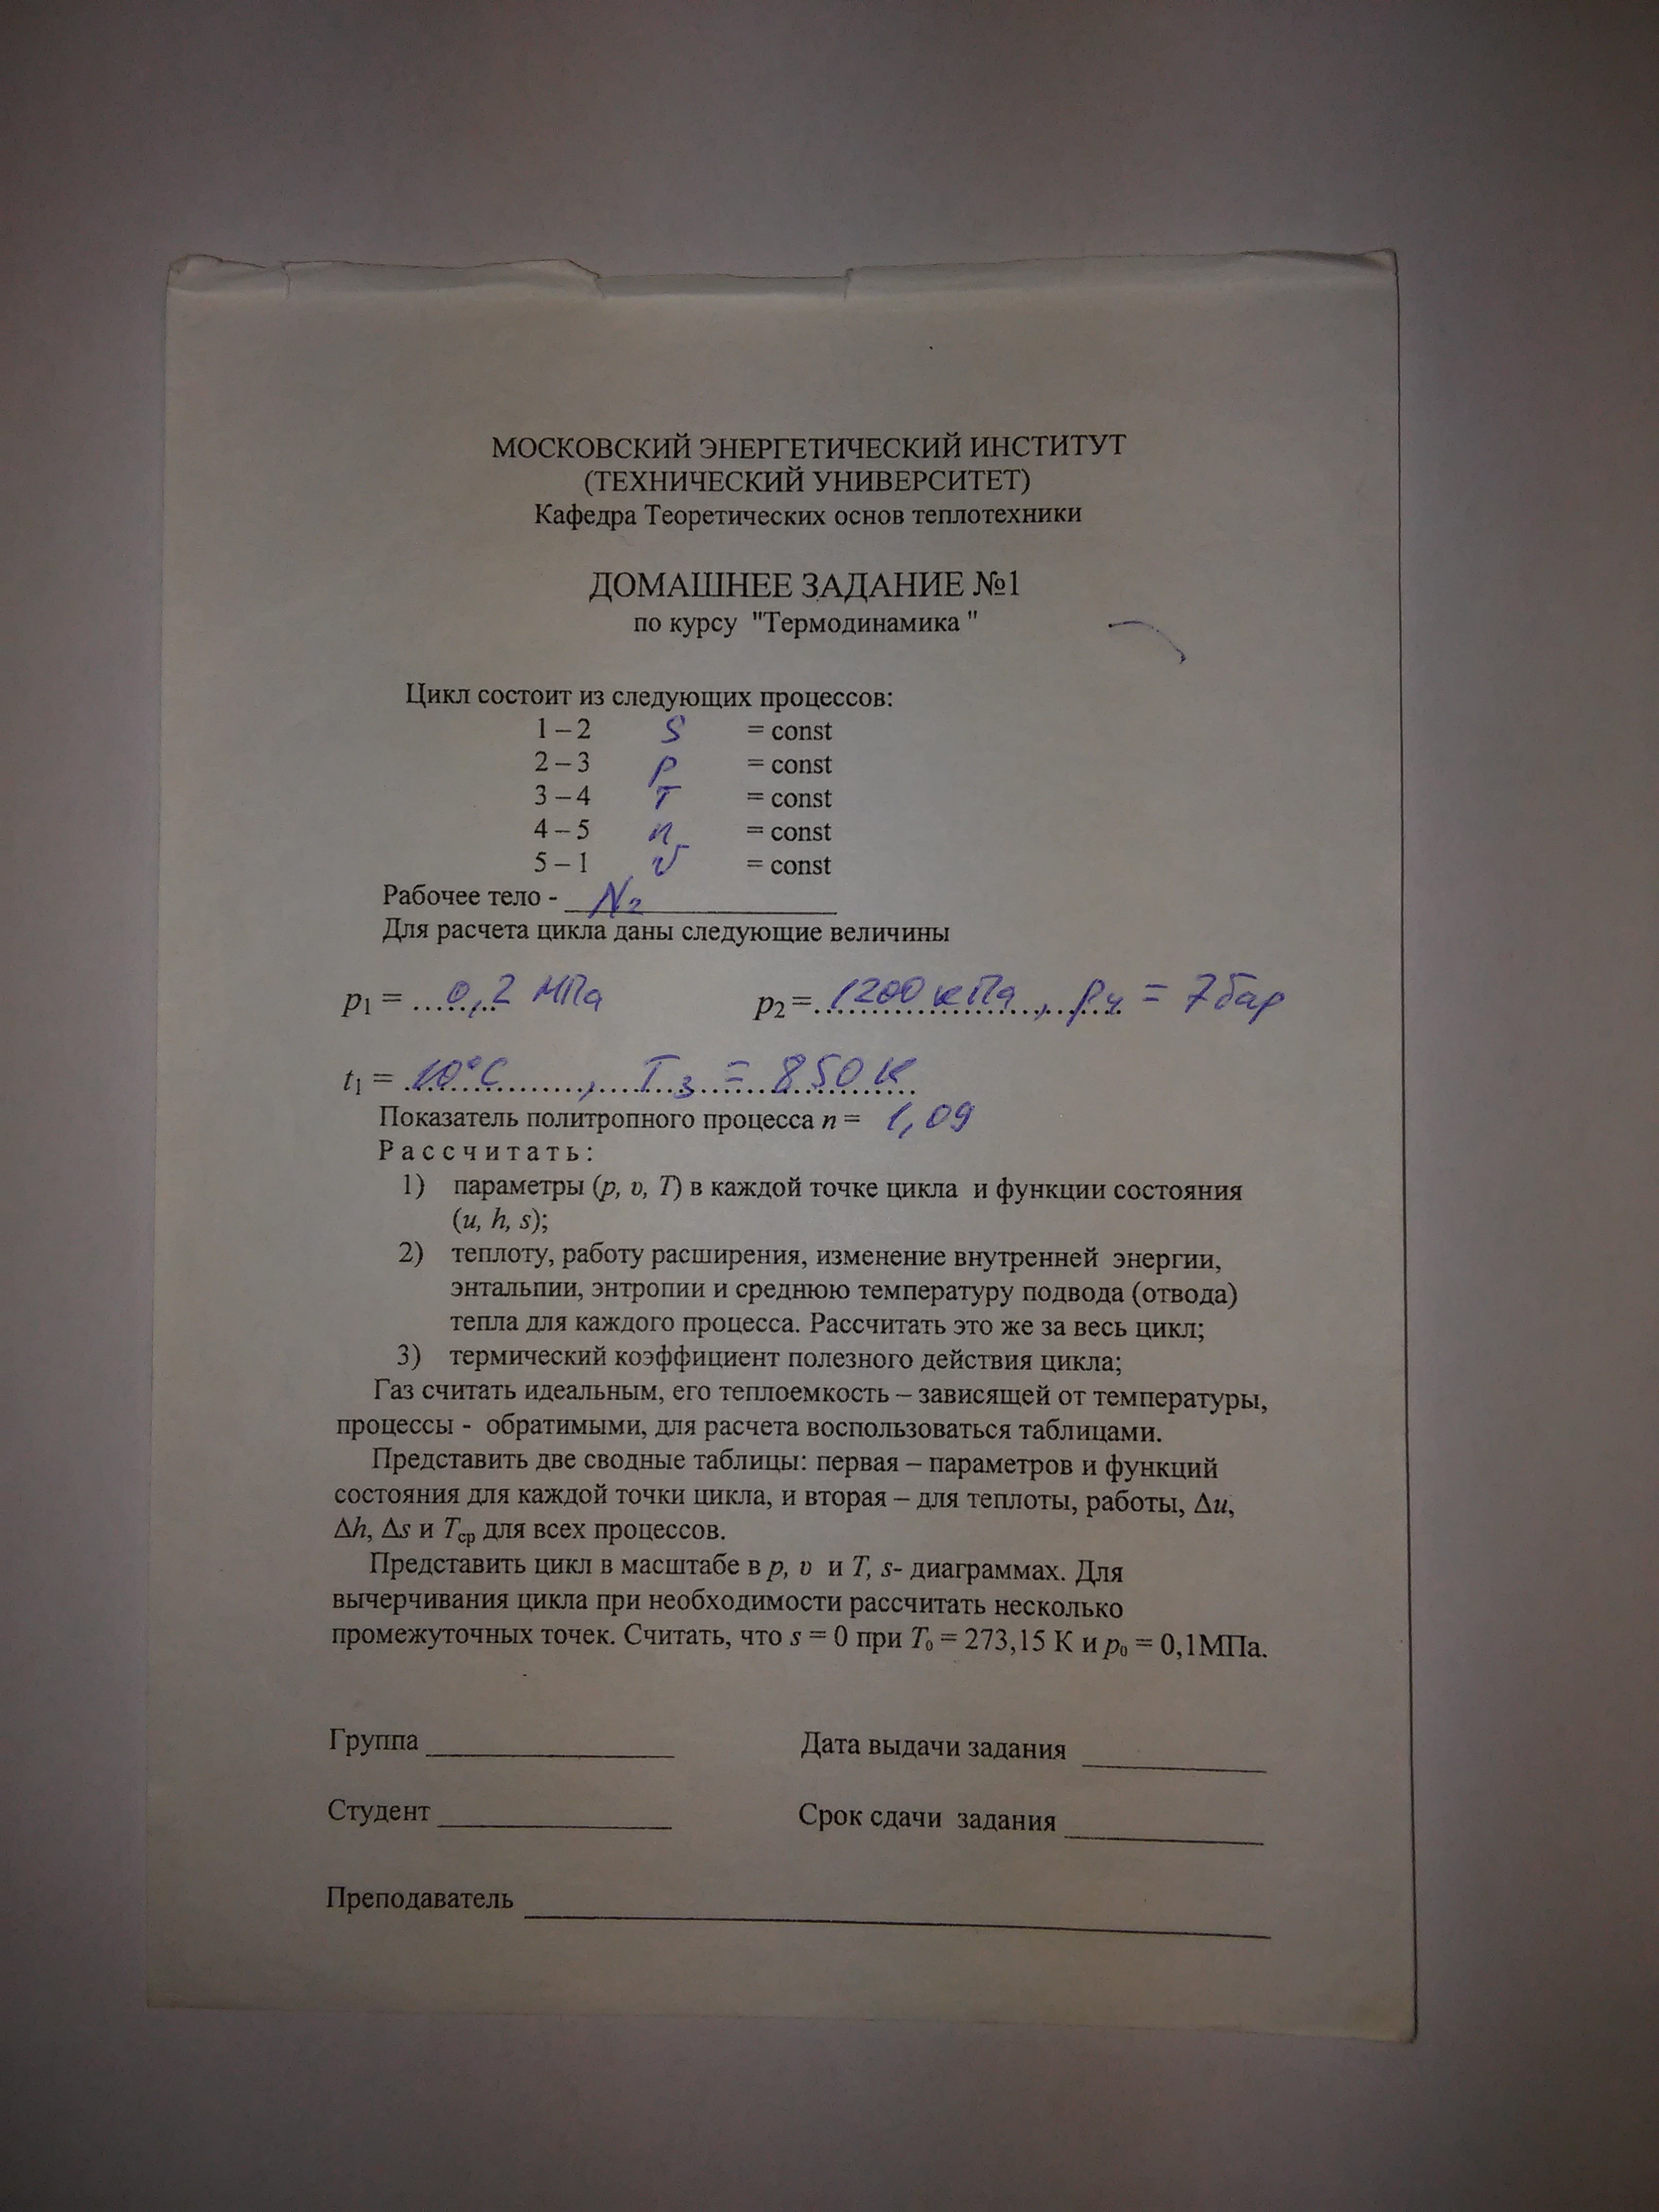 МОСКОВСКИЙ ЭНЕРГЕТИЧЕСКИЙ ИНСТИТУТ
(ТЕХНИЧЕСКИЙ УНИВЕРСИТЕТ)
Кафедра Теоретических основ теплотехники
ДОМАШНЕЕ ЗАДАНИЕ №1
по курсу "Термодинамика "
Цикл состоит из следующих процессов:
1 – 2 S = const
2 – 3 p = const
3 – 4 T = const
4 – 5 n = const
5 – 1 v = const
Рабочее тело - N₂
Для расчета цикла даны следующие величины
p₁ = 0,2 МПа p₂ = 1200 кПа, p₄ = 7 бар
t₁ = 10°C, T₃ = 850 К
Показатель политропного процесса n = 1,09
Рассчитать:
1) параметры (p, υ, T) в каждой точке цикла и функции состояния
(u, h, s);
2) теплоту, работу расширения, изменение внутренней энергии,
энтальпии, энтропии и среднюю температуру подвода (отвода)
тепла для каждого процесса. Рассчитать это же за весь цикл;
3) термический коэффициент полезного действия цикла;
Газ считать идеальным, его теплоемкость – зависящей от температуры,
процессы - обратимыми, для расчета воспользоваться таблицами.
Представить две сводные таблицы: первая – параметров и функций
состояния для каждой точки цикла, и вторая – для теплоты, работы, Δu,
Δh, Δs и Tср для всех процессов.
Представить цикл в масштабе в p, υ и T, s- диаграммах. Для
вычерчивания цикла при необходимости рассчитать несколько
промежуточных точек. Считать, что s = 0 при T₀ = 273,15 К и p₀ = 0,1МПа.
Группа Дата выдачи задания
Студент Срок сдачи задания
Преподаватель